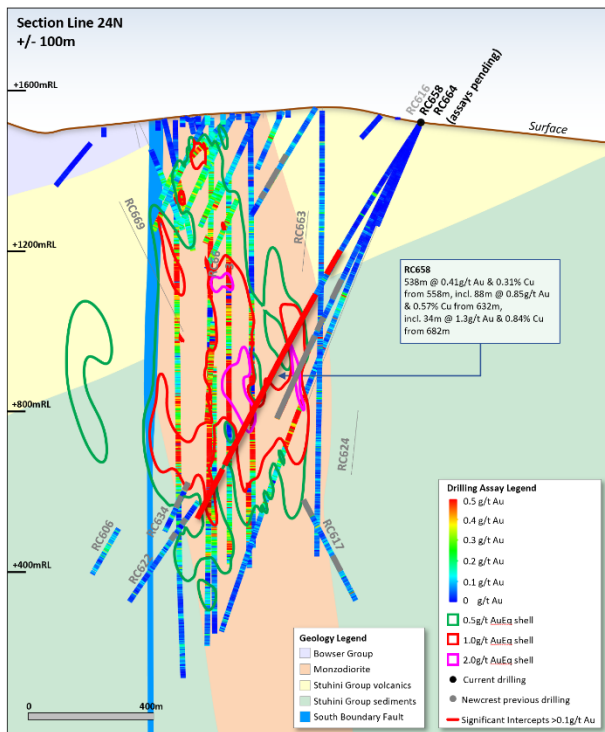 Section Line 24N
+/- 100m
RC616
RC658
RC664
(assays pending)
+1600mRL
Surface
RC669
RC663
+1200mRL
RC658
538m @ 0.41g/t Au & 0.31% Cu
from 558m, incl. 88m @ 0.85g/t Au
& 0.57% Cu from 632m,
incl. 34m @ 1.3g/t Au & 0.84% Cu
from 682m
+800mRL
RC624
RC606
RC634
RC622
RC617
+400mRL
Drilling Assay Legend
0.5 g/t Au
0.4 g/t Au
0.3 g/t Au
0.2 g/t Au
0.1 g/t Au
0 g/t Au
0.5g/t AuEq shell
1.0g/t AuEq shell
2.0g/t AuEq shell
Current drilling
Newcrest previous drilling
Significant Intercepts >0.1g/t Au
Geology Legend
Bowser Group
Monzodiorite
Stuhini Group volcanics
Stuhini Group sediments
South Boundary Fault
0
400m